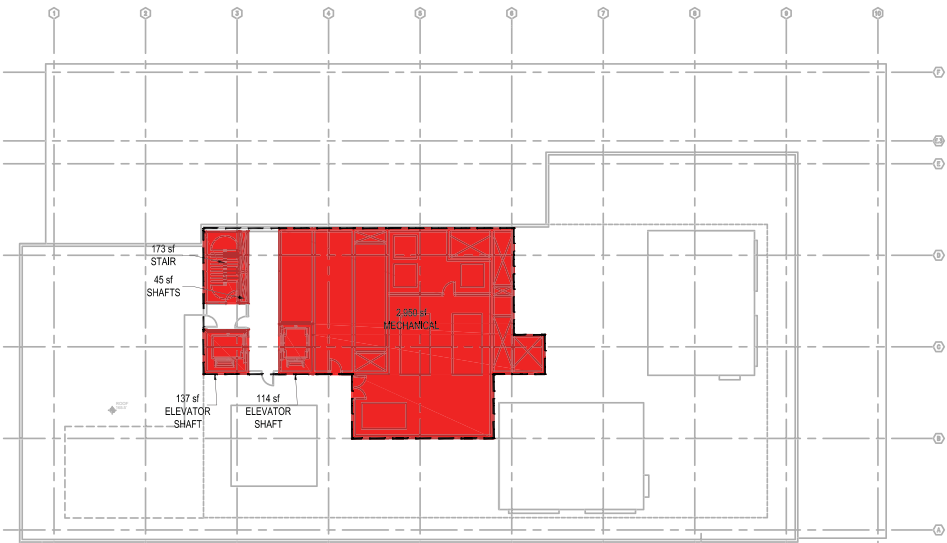 1 2 3 4 5 6 7 8 9 10
F
E
D
173 sf
STAIR
45 sf
SHAFTS
MECHANICAL
C
137 sf
ELEVATOR
SHAFT
114 sf
ELEVATOR
SHAFT
B
A